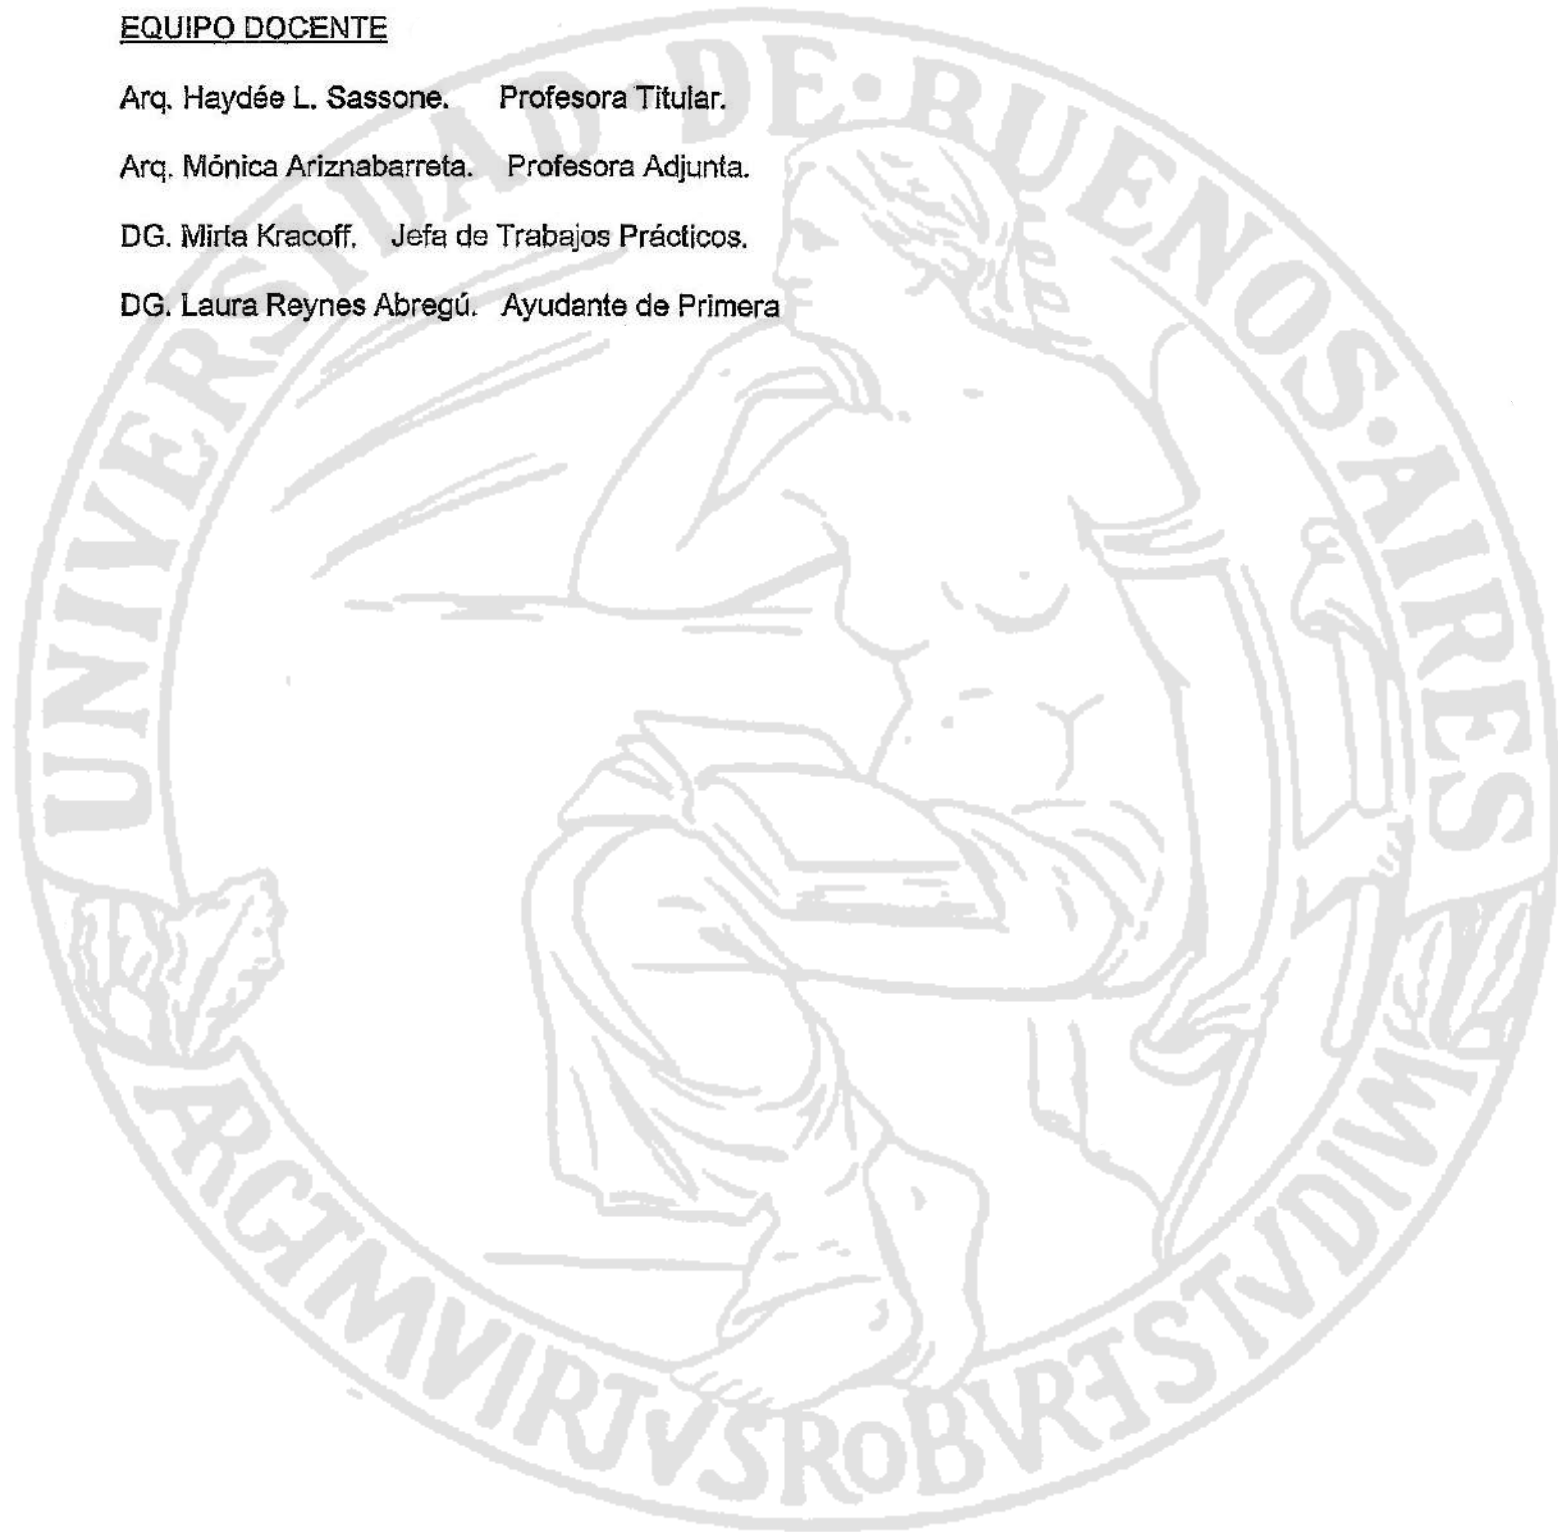 EQUIPO DOCENTE
Arq. Haydée L. Sassone. Profesora Titular.
Arq. Mónica Ariznabarreta. Profesora Adjunta.
DG. Mirta Kracoff. Jefa de Trabajos Prácticos.
DG. Laura Reynes Abregú. Ayudante de Primera
UNIVERSIDAD · DE · BUENOS · AIRES
ARGTMVIRTVSROBVRETSTVDIVM